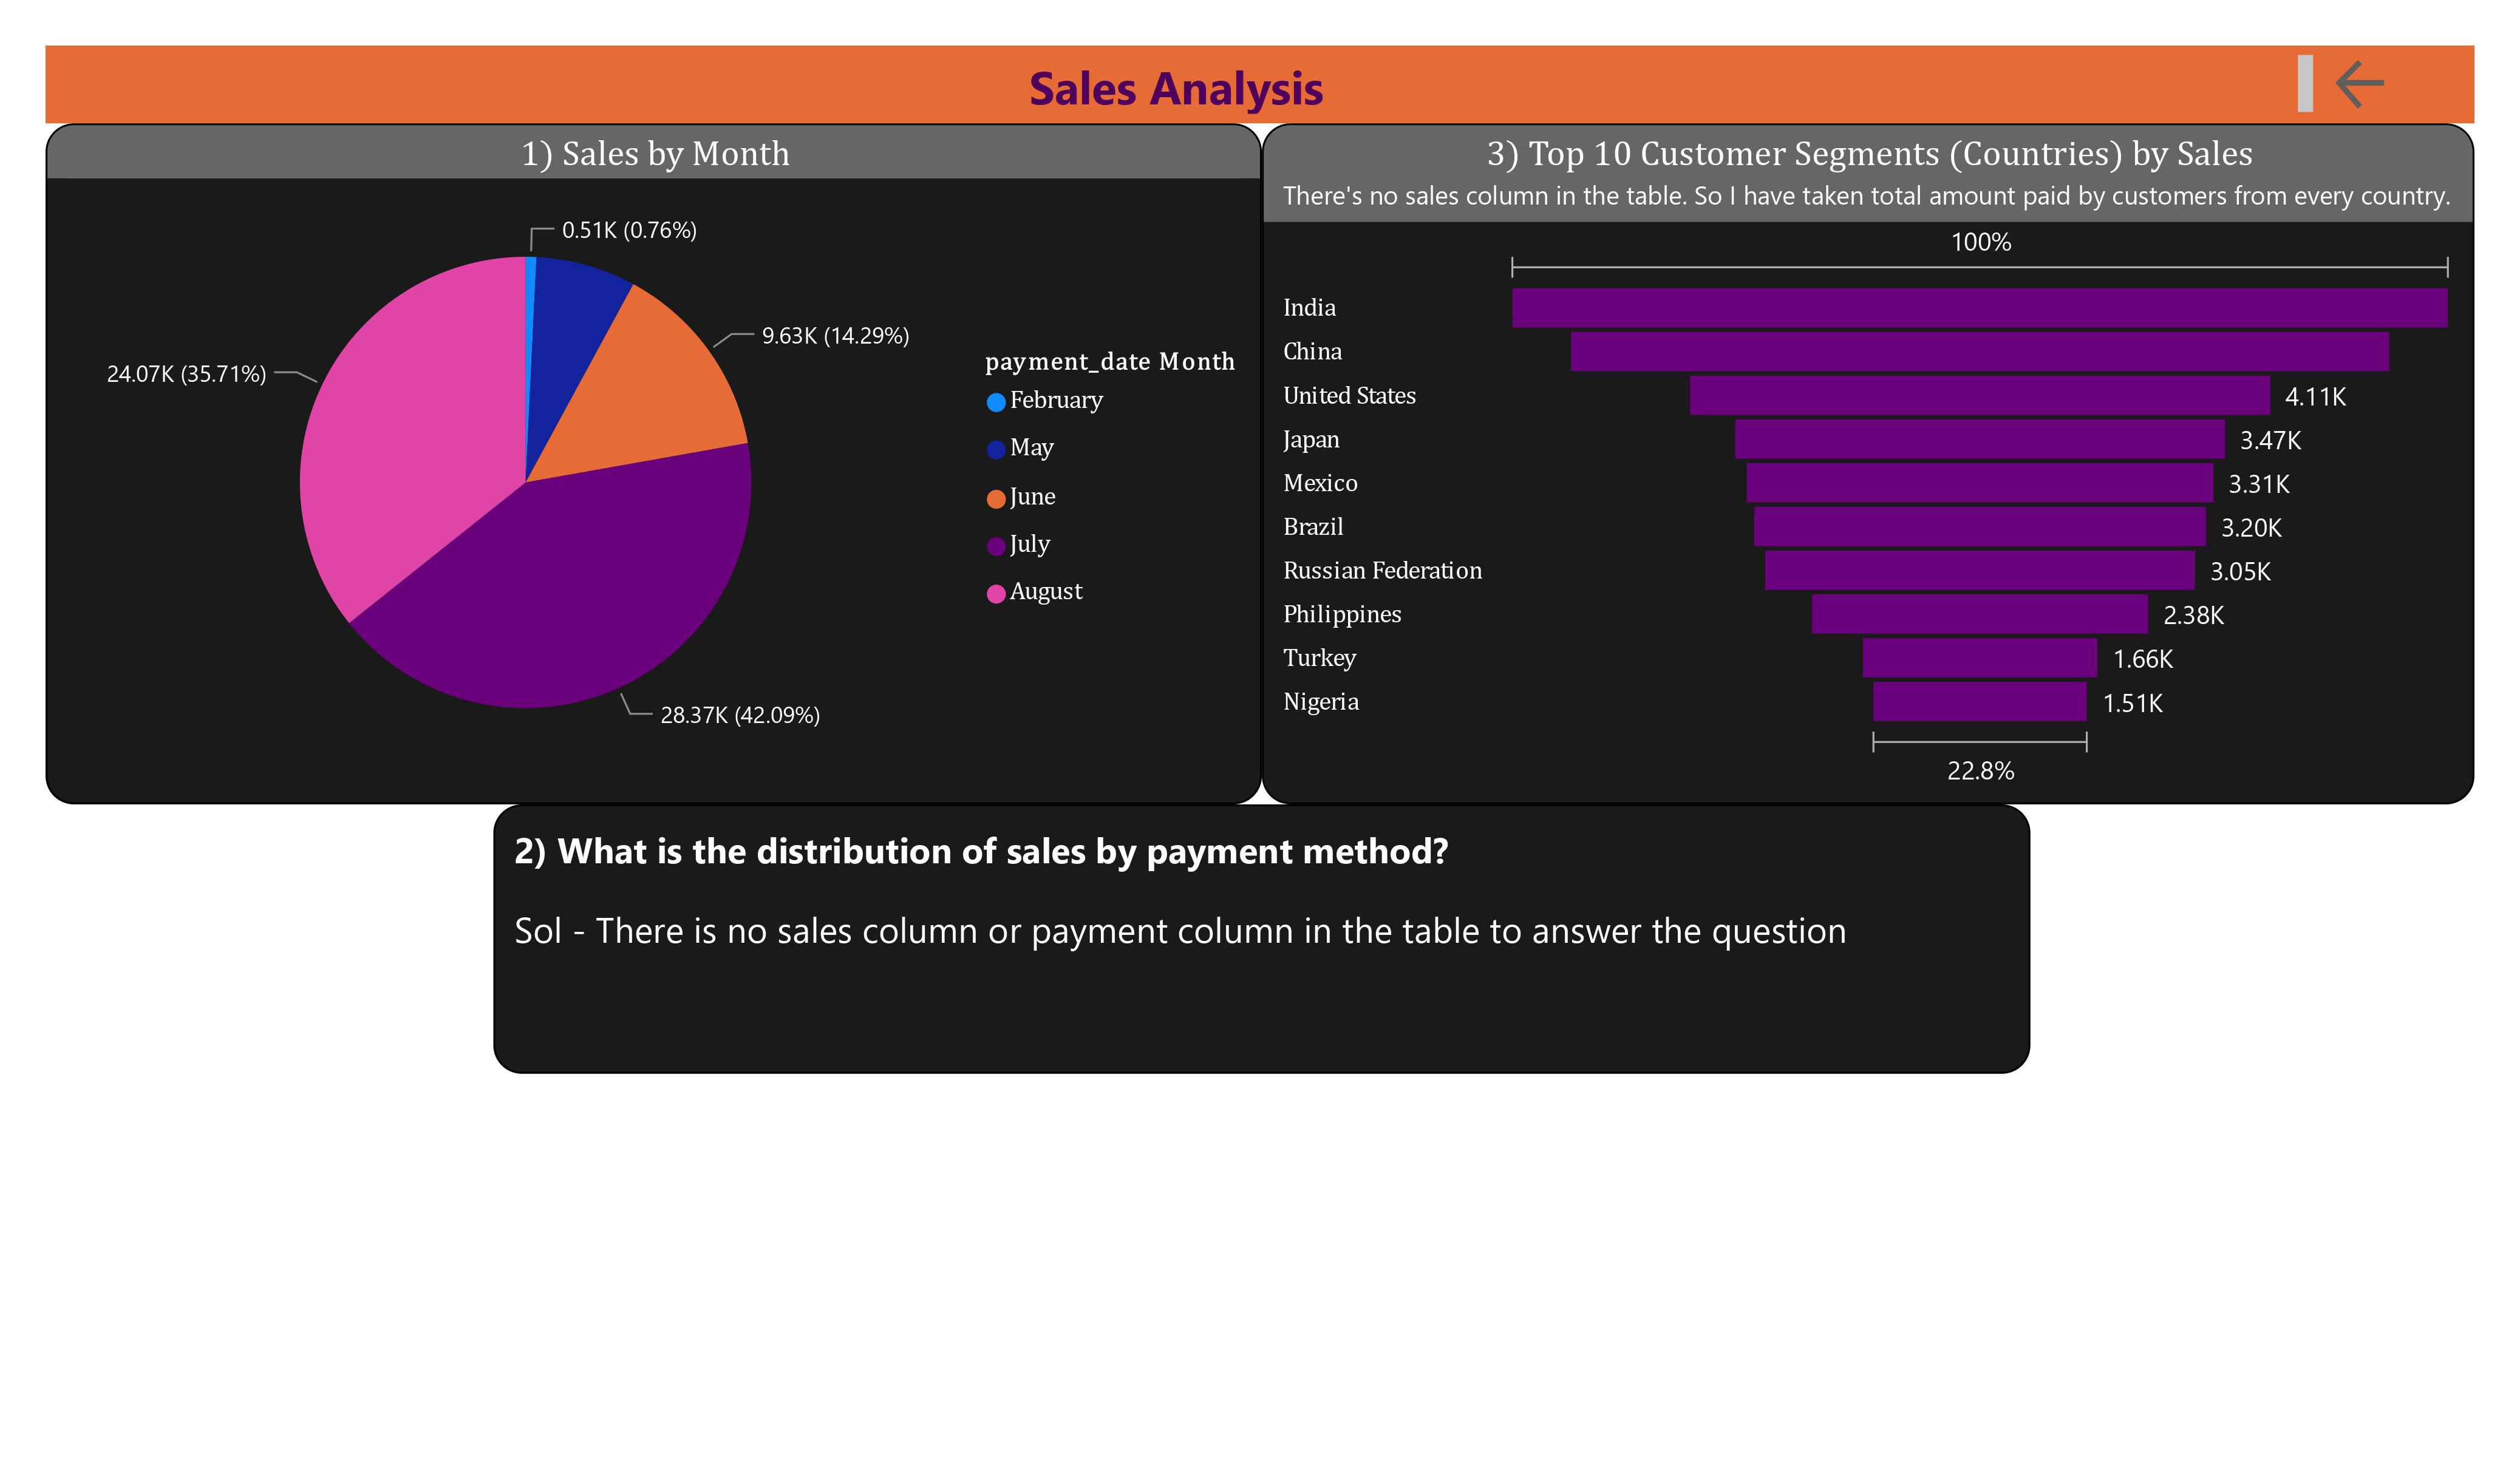 Sales Analysis
1) Sales by Month
0.51K (0.76%)
9.63K (14.29%)
24.07K (35.71%)
28.37K (42.09%)
payment_date Month
February
May
June
July
August
3) Top 10 Customer Segments (Countries) by Sales
There's no sales column in the table. So I have taken total amount paid by customers from every country.
100%
India
China
United States 4.11K
Japan 3.47K
Mexico 3.31K
Brazil 3.20K
Russian Federation 3.05K
Philippines 2.38K
Turkey 1.66K
Nigeria 1.51K
22.8%
2) What is the distribution of sales by payment method?
Sol - There is no sales column or payment column in the table to answer the question